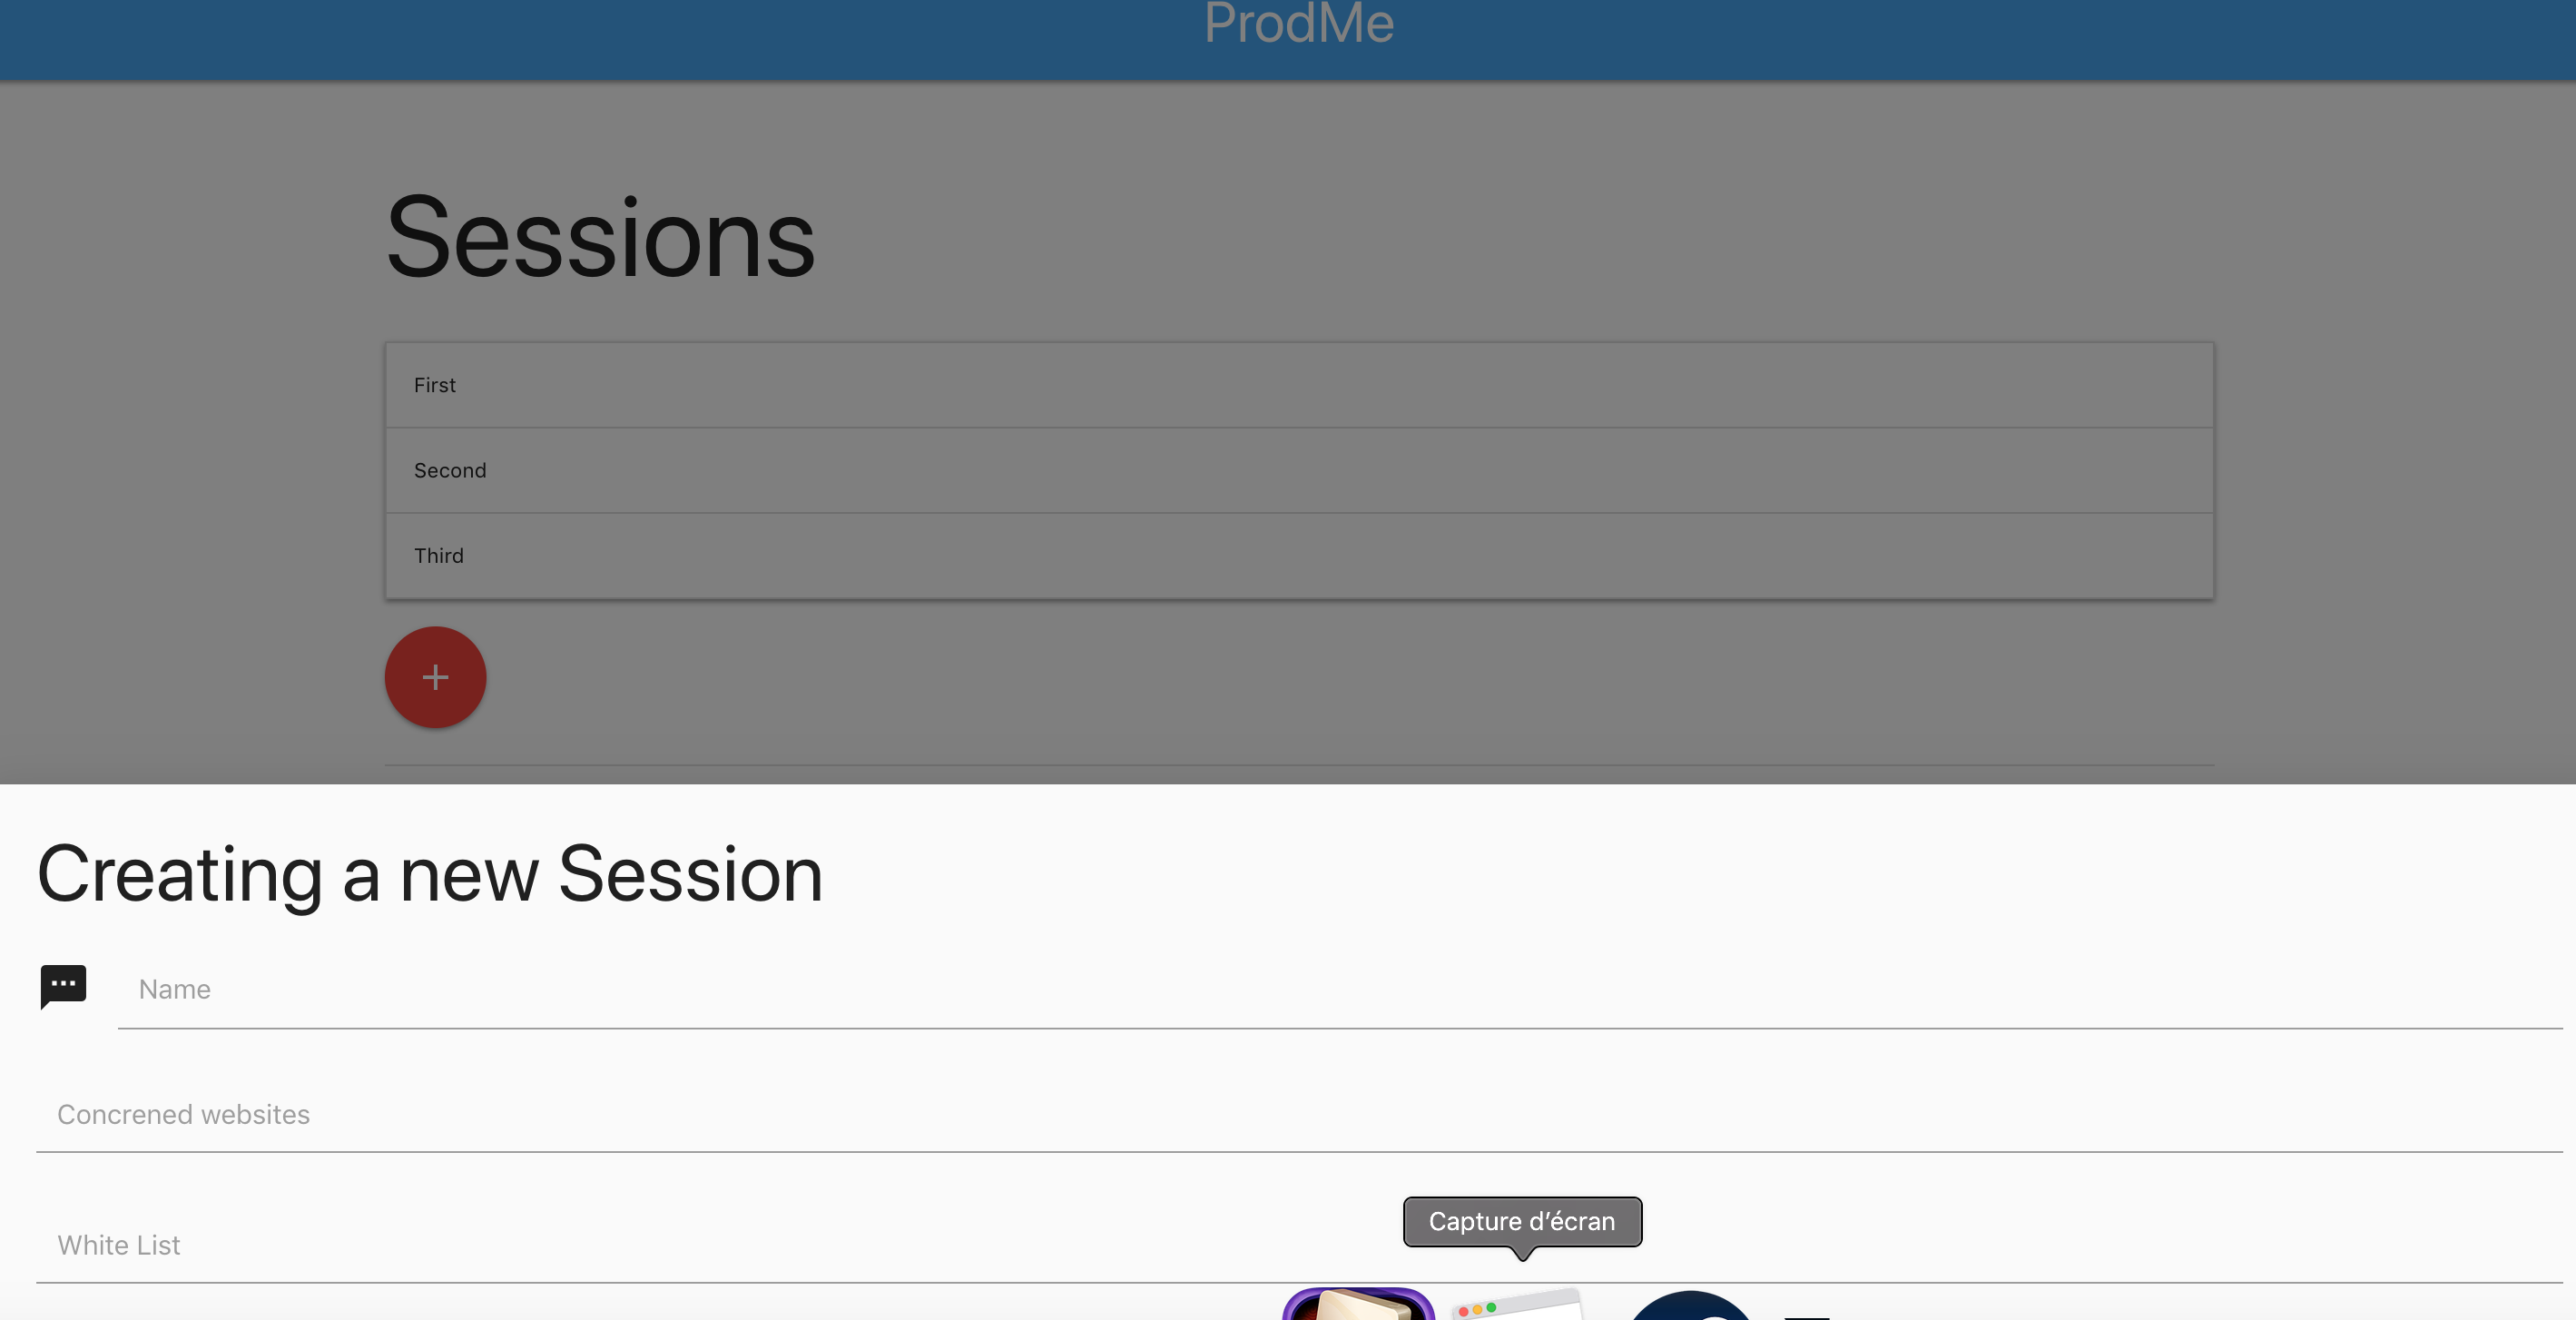 ProdMe
Sessions
First
Second
Third
+
Creating a new Session
Name
Concrened websites
White List
Capture d’écran